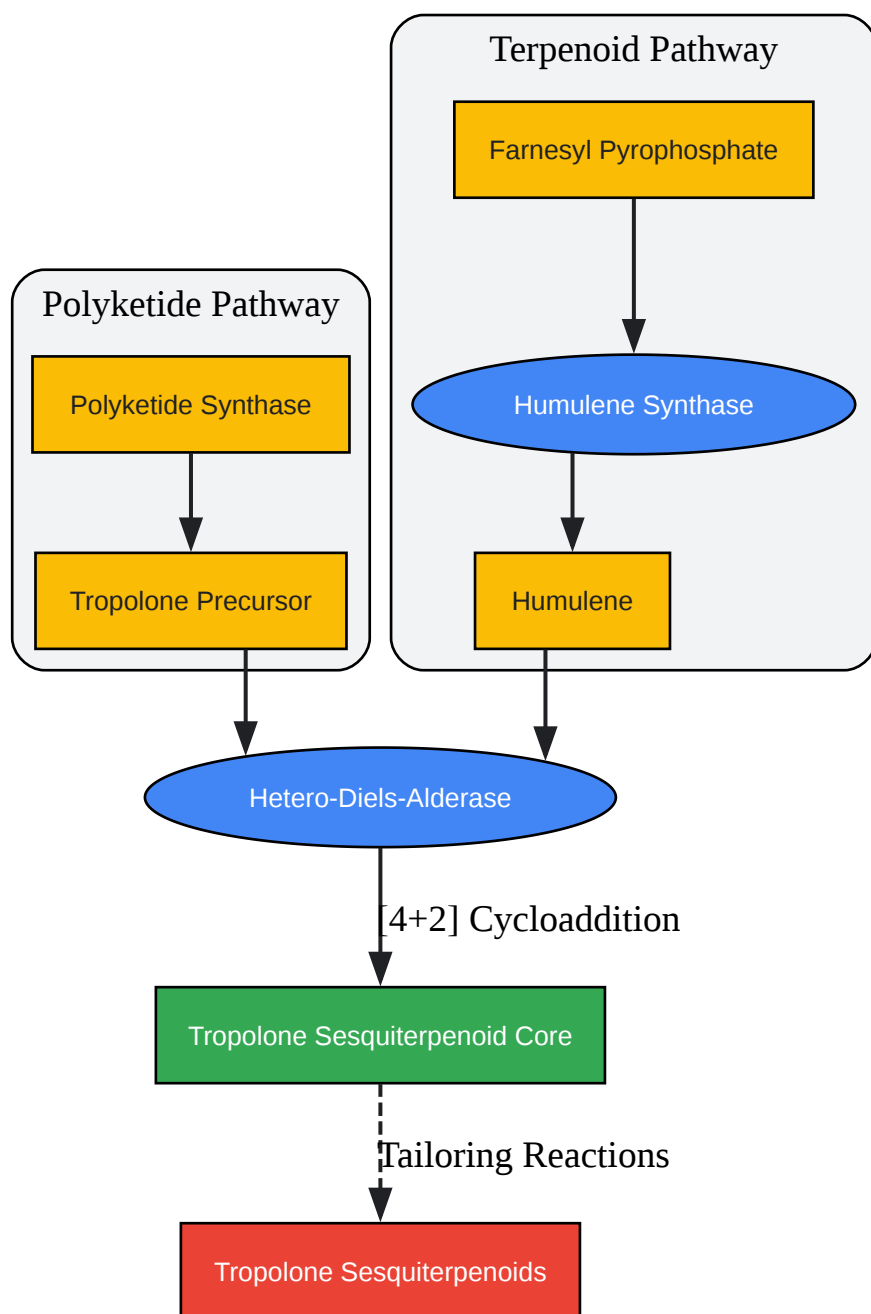 Terpenoid Pathway
Farnesyl Pyrophosphate
Polyketide Pathway
Polyketide Synthase
Humulene Synthase
Tropolone Precursor
Humulene
Hetero-Diels-Alderase
[4+2] Cycloaddition
Tropolone Sesquiterpenoid Core
Tailoring Reactions
Tropolone Sesquiterpenoids